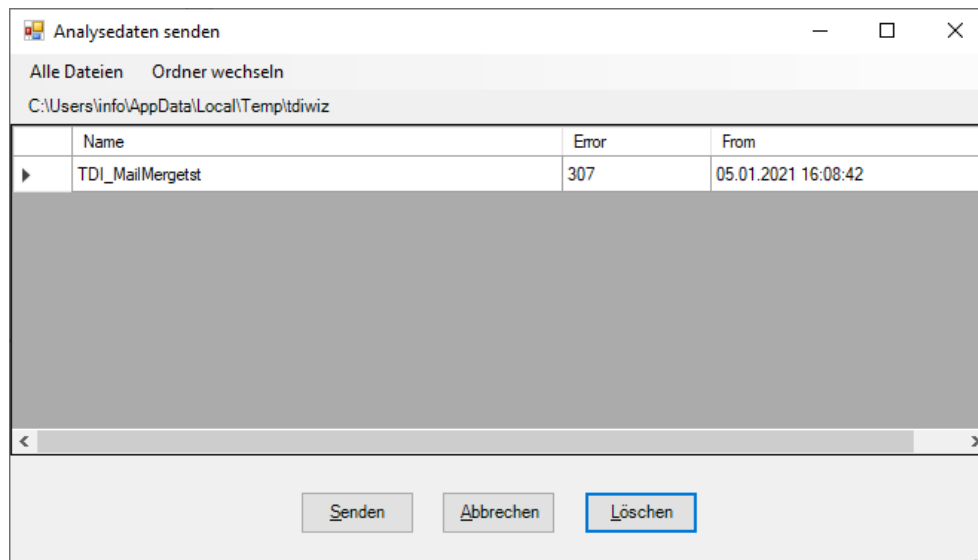 Analysedaten senden
Alle Dateien Ordner wechseln
C:\Users\info\AppData\Local\Temp\tdiwiz
Name Error From
TDI_MailMergetst 307 05.01.2021 16:08:42
Senden Abbrechen Löschen